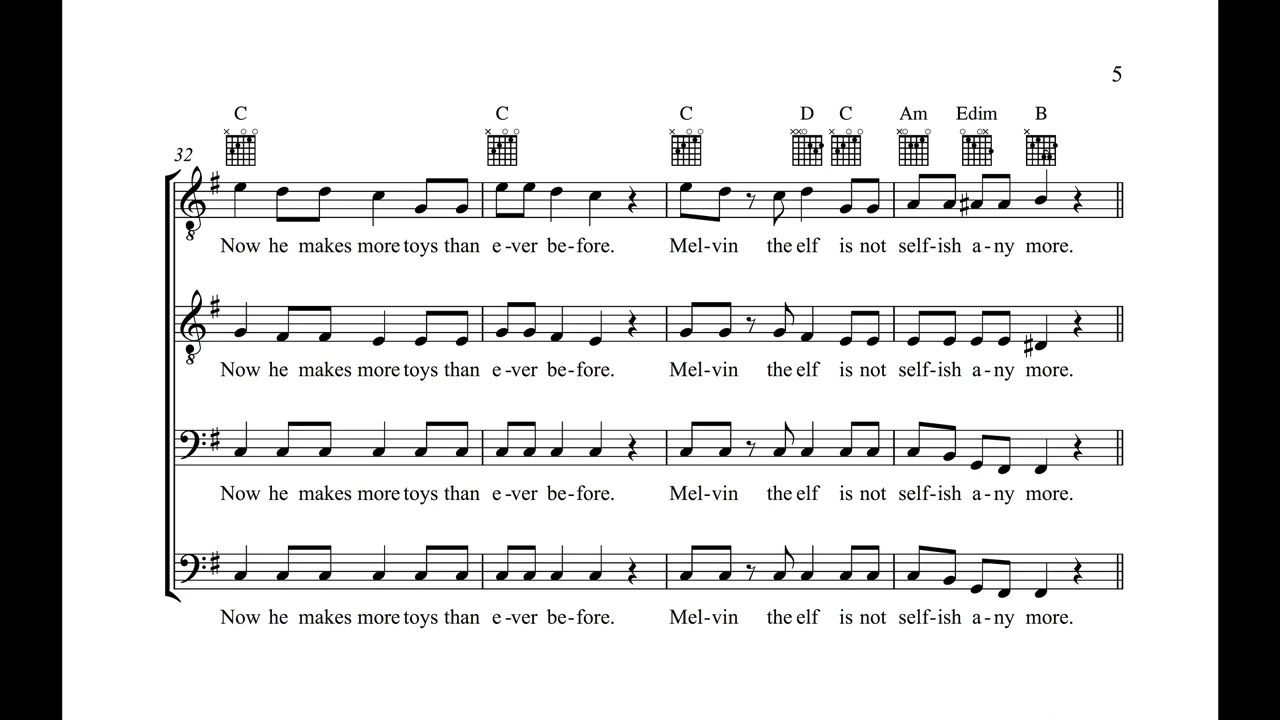 5
C C C D C Am Edim B
32
Now he makes more toys than e-ver be-fore. Mel-vin the elf is not self-ish a-ny more.
8
Now he makes more toys than e-ver be-fore. Mel-vin the elf is not self-ish a-ny more.
8
Now he makes more toys than e-ver be-fore. Mel-vin the elf is not self-ish a-ny more.
Now he makes more toys than e-ver be-fore. Mel-vin the elf is not self-ish a-ny more.